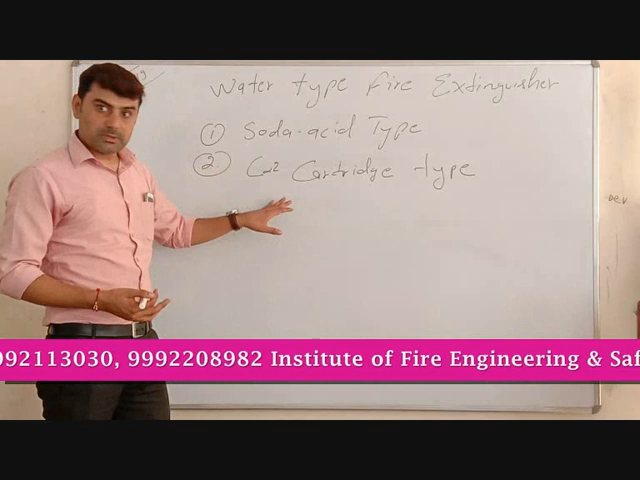 Water type Fire Extinguisher
① Soda-acid Type
② Co² Cartridge type
992113030, 9992208982 Institute of Fire Engineering & Saf